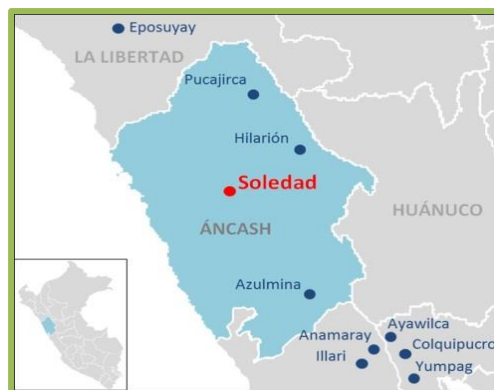 Eposuyay
LA LIBERTAD
Pucajirca
Hilarión
Soledad
HUÁNUCO
ÁNCASH
Azulmina
Ayawilca
Anamaray
Colquipucro
Illari
Yumpag